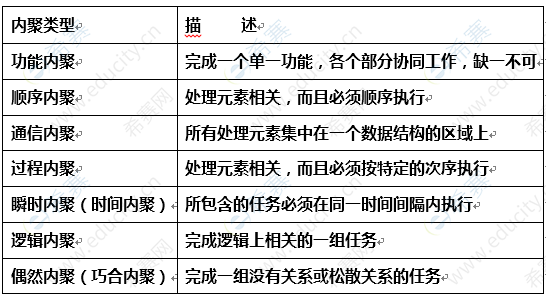 内聚类型 描 述
功能内聚 完成一个单一功能，各个部分协同工作，缺一不可
顺序内聚 处理元素相关，而且必须顺序执行
通信内聚 所有处理元素集中在一个数据结构的区域上
过程内聚 处理元素相关，而且必须按特定的次序执行
瞬时内聚（时间内聚） 所包含的任务必须在同一时间间隔内执行
逻辑内聚 完成逻辑上相关的一组任务
偶然内聚（巧合内聚） 完成一组没有关系或松散关系的任务